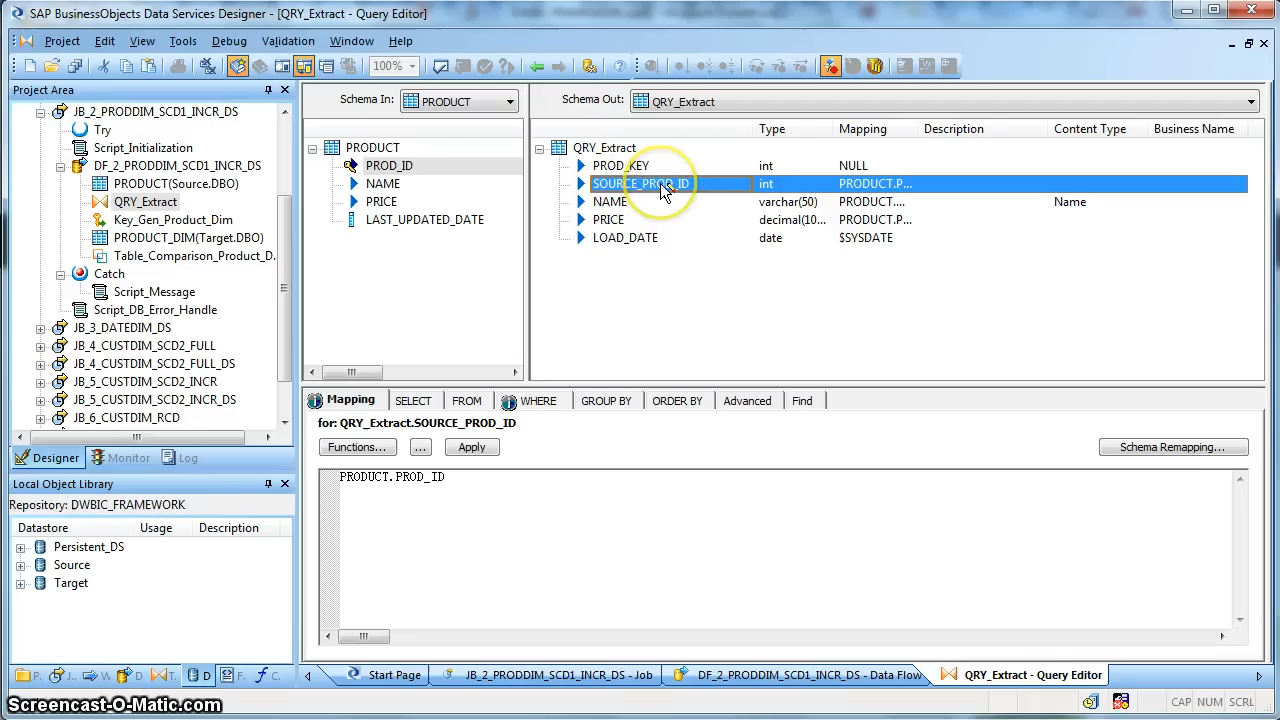 SAP BusinessObjects Data Services Designer - [QRY_Extract - Query Editor]
Project Edit View Tools Debug Validation Window Help
100%
Project Area
JB_2_PRODDIM_SCD1_INCR_DS
Try
Script_Initialization
DF_2_PRODDIM_SCD1_INCR_DS
PRODUCT(Source.DBO)
QRY_Extract
Key_Gen_Product_Dim
PRODUCT_DIM(Target.DBO)
Table_Comparison_Product_D.
Catch
Script_Message
Script_DB_Error_Handle
JB_3_DATEDIM_DS
JB_4_CUSTDIM_SCD2_FULL
JB_4_CUSTDIM_SCD2_FULL_DS
JB_5_CUSTDIM_SCD2_INCR
JB_5_CUSTDIM_SCD2_INCR_DS
JB_6_CUSTDIM_RCD
Designer Monitor Log
Local Object Library
Repository: DWBIC_FRAMEWORK
Datastore Usage Description
Persistent_DS
Source
Target
P. J.. W D. T. D F. C.
Schema In: PRODUCT
PRODUCT
PROD_ID
NAME
PRICE
LAST_UPDATED_DATE
Schema Out: QRY_Extract
Type Mapping Description Content Type Business Name
QRY_Extract
PROD_KEY int NULL
SOURCE_PROD_ID int PRODUCT.P...
NAME varchar(50) PRODUCT.... Name
PRICE decimal(10... PRODUCT.P...
LOAD_DATE date $SYSDATE
Mapping SELECT FROM WHERE GROUP BY ORDER BY Advanced Find
for: QRY_Extract.SOURCE_PROD_ID
Functions... ... Apply Schema Remapping...
PRODUCT.PROD_ID
Start Page JB_2_PRODDIM_SCD1_INCR_DS - Job DF_2_PRODDIM_SCD1_INCR_DS - Data Flow QRY_Extract - Query Editor
CAP NUM SCRL
Screencast-O-Matic.com